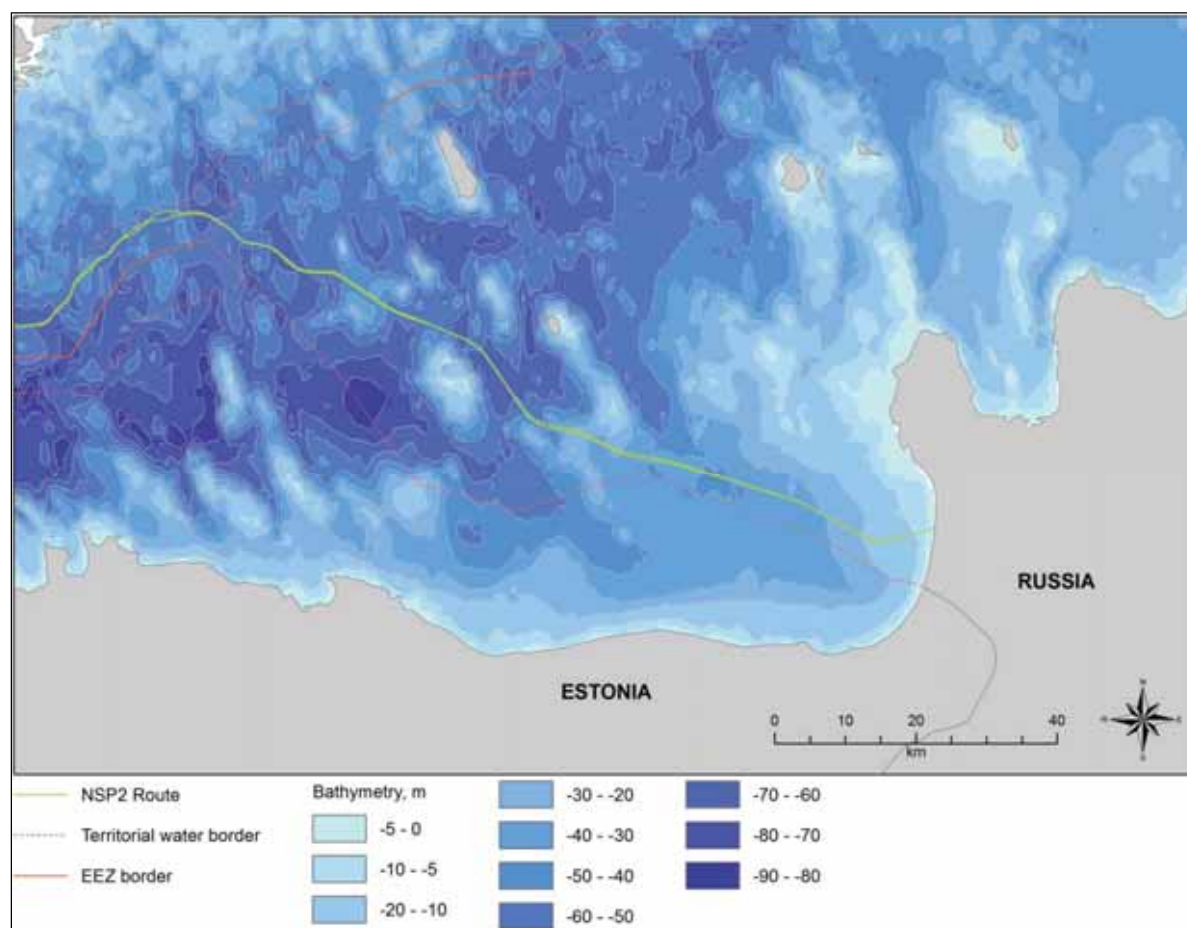 RUSSIA
ESTONIA
0 10 20 40
km
N
S
NSP2 Route
Territorial water border
EEZ border
Bathymetry, m
-5 - 0
-10 - -5
-20 - -10
-30 - -20
-40 - -30
-50 - -40
-60 - -50
-70 - -60
-80 - -70
-90 - -80